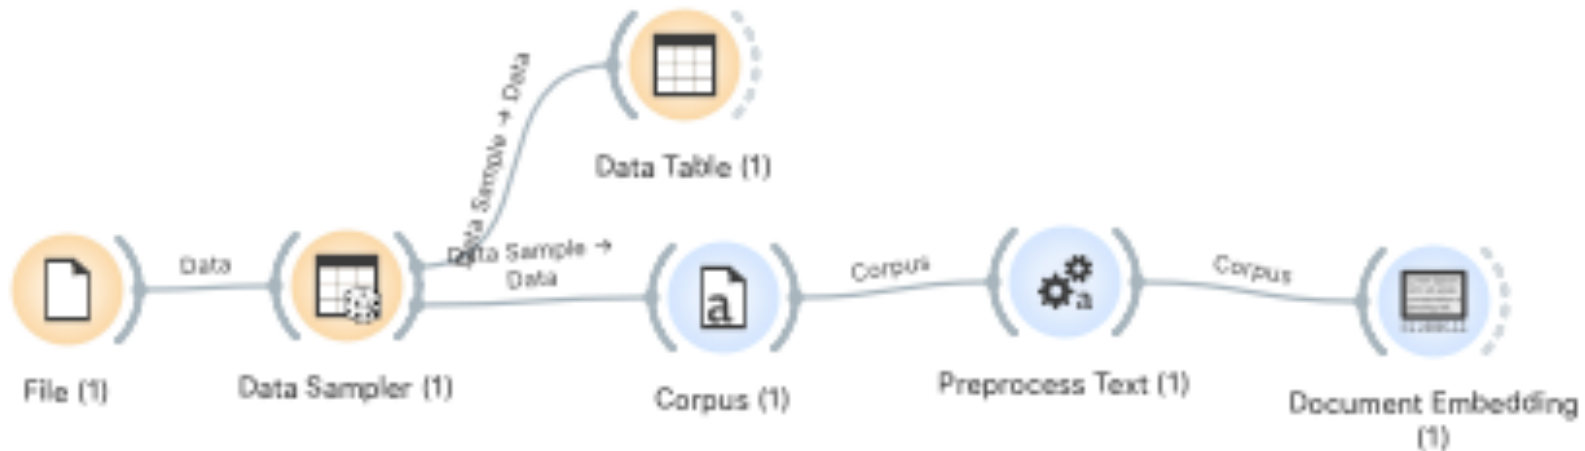 Data Sample → Data
Data Table (1)
Data
Data Sample →
Data
Corpus
Corpus
a
a
File (1)
Data Sampler (1)
Corpus (1)
Preprocess Text (1)
Document Embedding
(1)